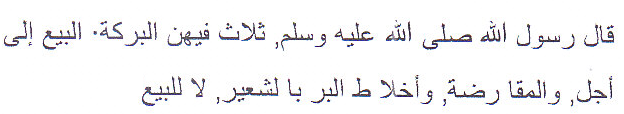 قال رسول الله صلى الله عليه وسلم, ثلاث فيهن البركة. البيع إلى
أجل, والمقا رضة, وأخلا ط البر با لشعير, لا للبيع